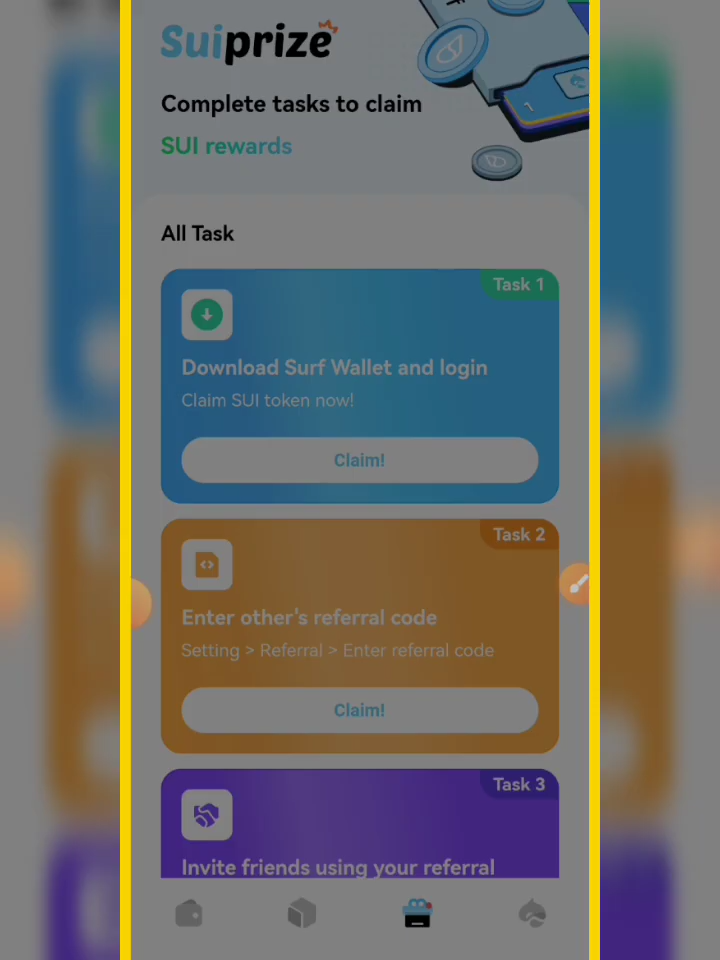 Suiprize
Complete tasks to claim
SUI rewards
All Task
Task 1
Download Surf Wallet and login
Claim SUI token now!
Claim!
Task 2
Enter other's referral code
Setting > Referral > Enter referral code
Claim!
Task 3
Invite friends using your referral